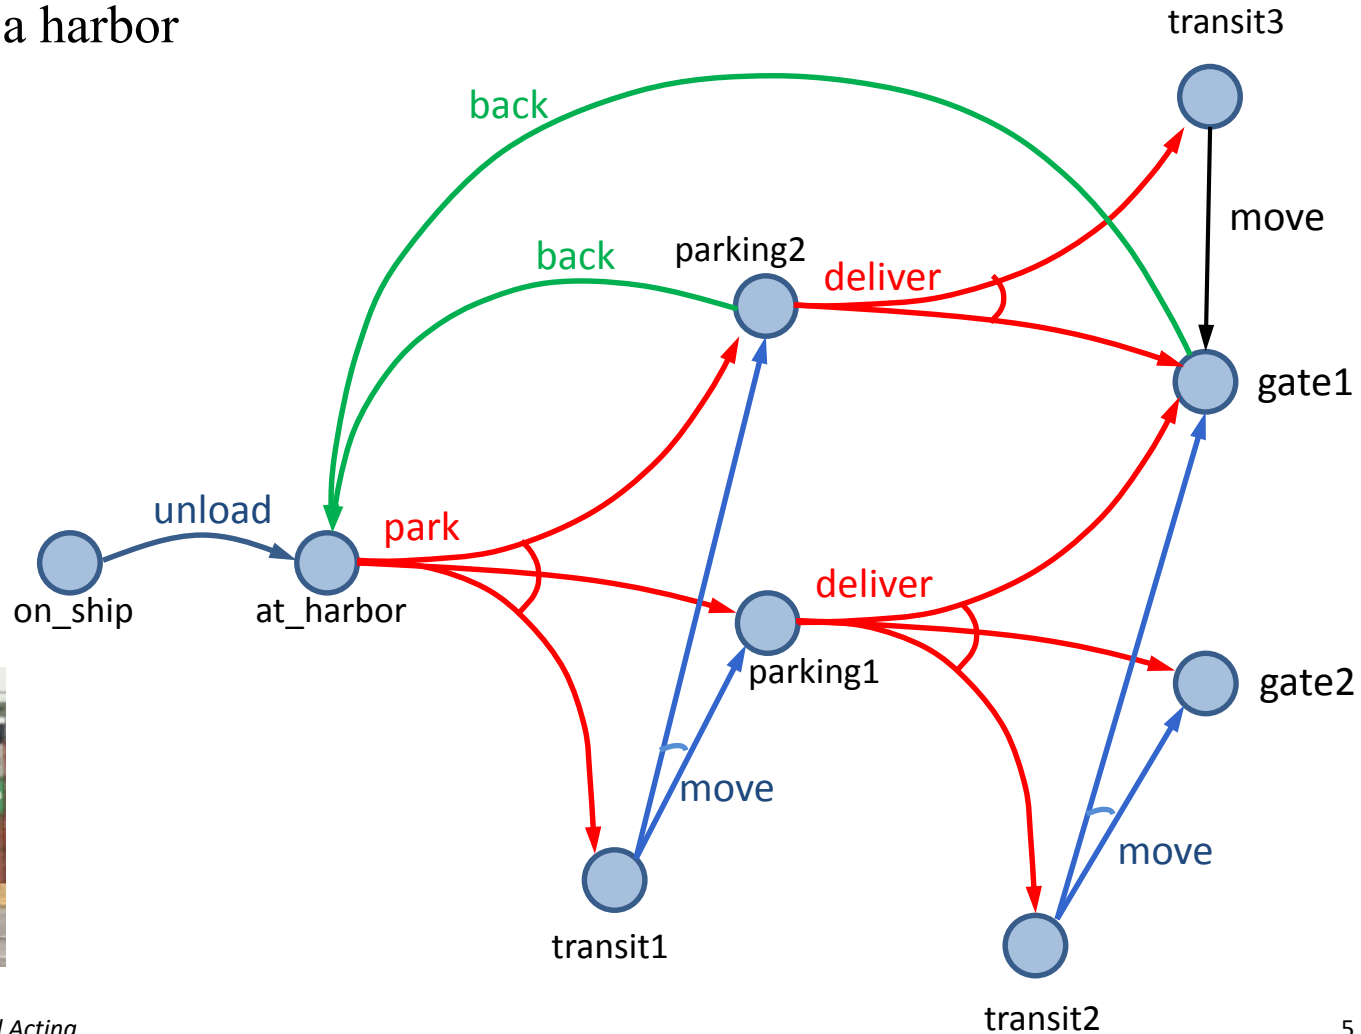 a harbor
transit3
back
move
back
parking2
deliver
gate1
unload
park
deliver
on_ship
at_harbor
parking1
gate2
move
move
transit1
transit2
Acting
5